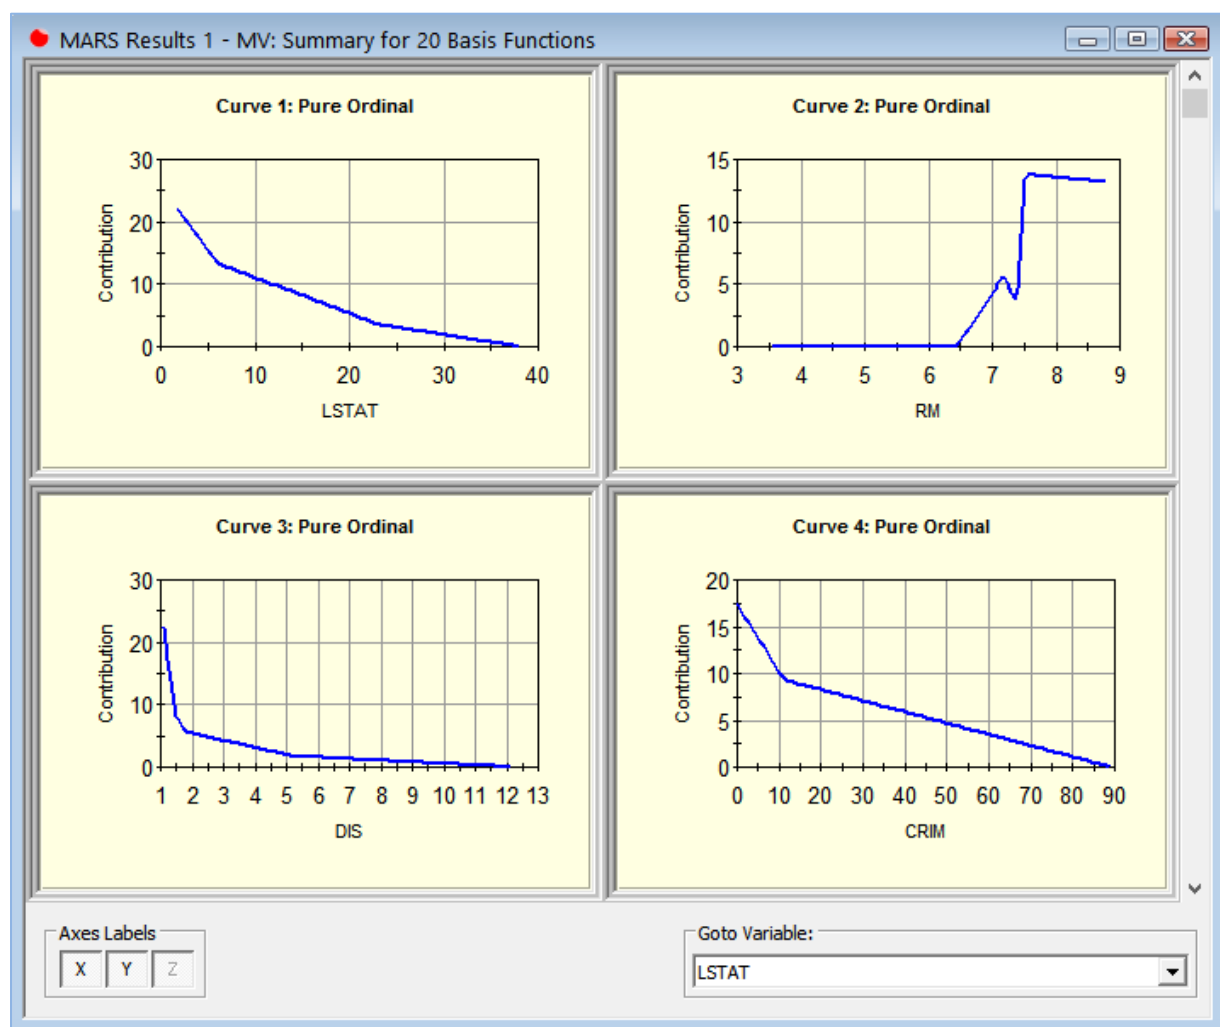 MARS Results 1 - MV: Summary for 20 Basis Functions
Curve 1: Pure Ordinal
30
20
10
0
Contribution
0 10 20 30 40
LSTAT
Curve 2: Pure Ordinal
15
10
5
0
Contribution
3 4 5 6 7 8 9
RM
Curve 3: Pure Ordinal
30
20
10
0
Contribution
1 2 3 4 5 6 7 8 9 10 11 12 13
DIS
Curve 4: Pure Ordinal
20
15
10
5
0
Contribution
0 10 20 30 40 50 60 70 80 90
CRIM
Axes Labels
X Y Z
Goto Variable:
LSTAT